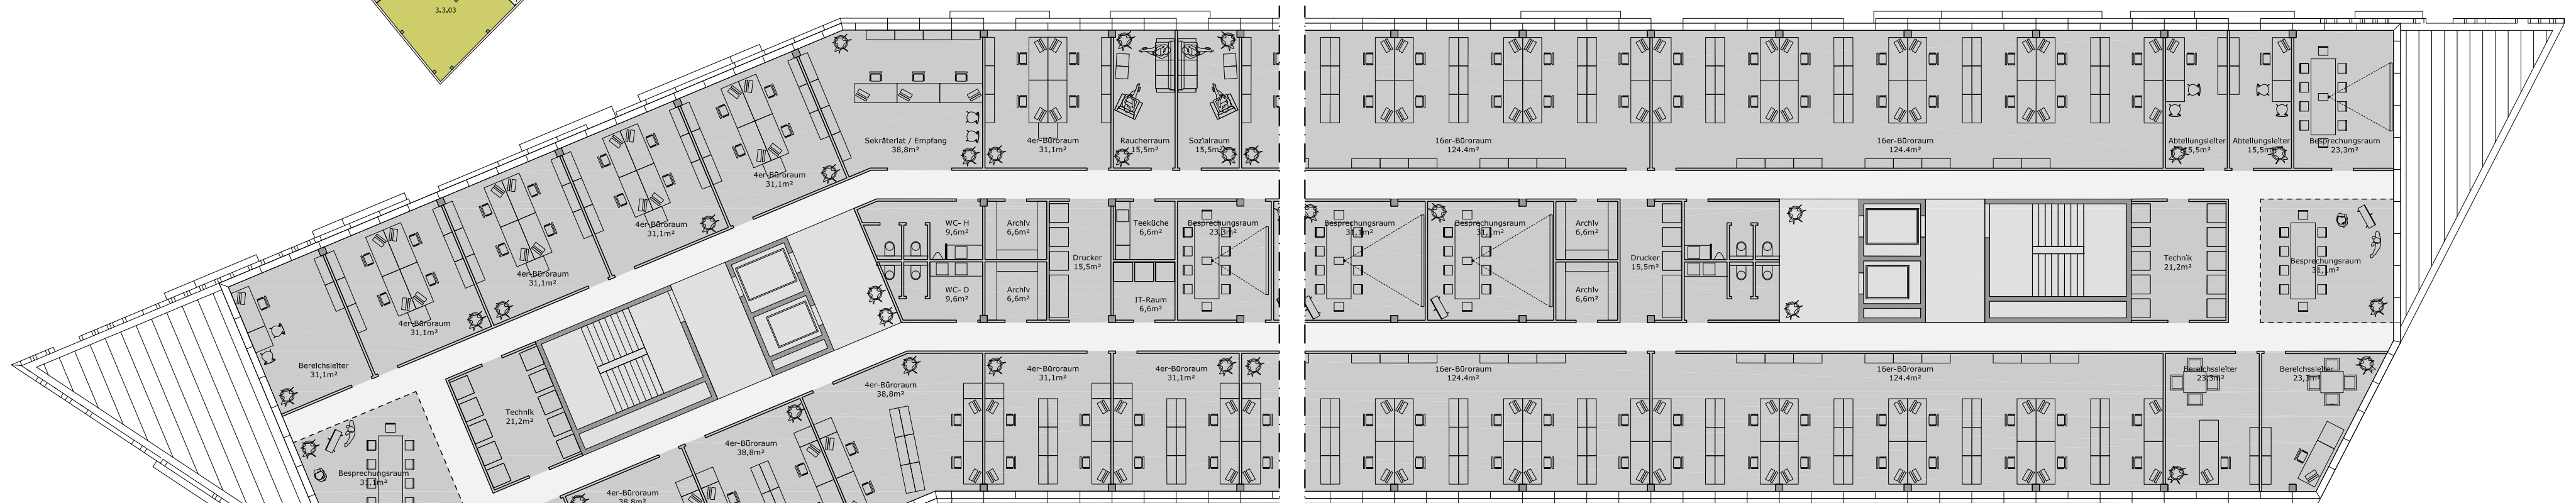 3.3.03
Sekräteriat / Empfang
38,8m²
4er-Büroraum
31,1m²
Raucherraum
15,5m²
Sozialraum
15,5m²
16er-Büroraum
124.4m²
16er-Büroraum
124.4m²
Abteilungsleiter
15,5m²
Abteilungsleiter
15,5m²
Besprechungsraum
23,3m²
4er-Büroraum
31,1m²
4er-Büroraum
31,1m²
4er-Büroraum
31,1m²
4er-Büroraum
31,1m²
Bereichsleiter
31,1m²
WC- H
9,6m²
Archiv
6,6m²
Teeküche
6,6m²
Besprechungsraum
23,3m²
Besprechungsraum
31,1m²
Besprechungsraum
31,1m²
Archiv
6,6m²
Drucker
15,5m²
Drucker
15,5m²
Technik
21,2m²
Besprechungsraum
31,1m²
WC- D
9,6m²
Archiv
6,6m²
IT-Raum
6,6m²
Archiv
6,6m²
4er-Büroraum
38,8m²
4er-Büroraum
31,1m²
4er-Büroraum
31,1m²
16er-Büroraum
124.4m²
16er-Büroraum
124.4m²
Bereichssleiter
23,3m²
Bereichssleiter
23,3m²
Technik
21,2m²
4er-Büroraum
38,8m²
Besprechungsraum
31,1m²
4er-Büroraum
38,8m²